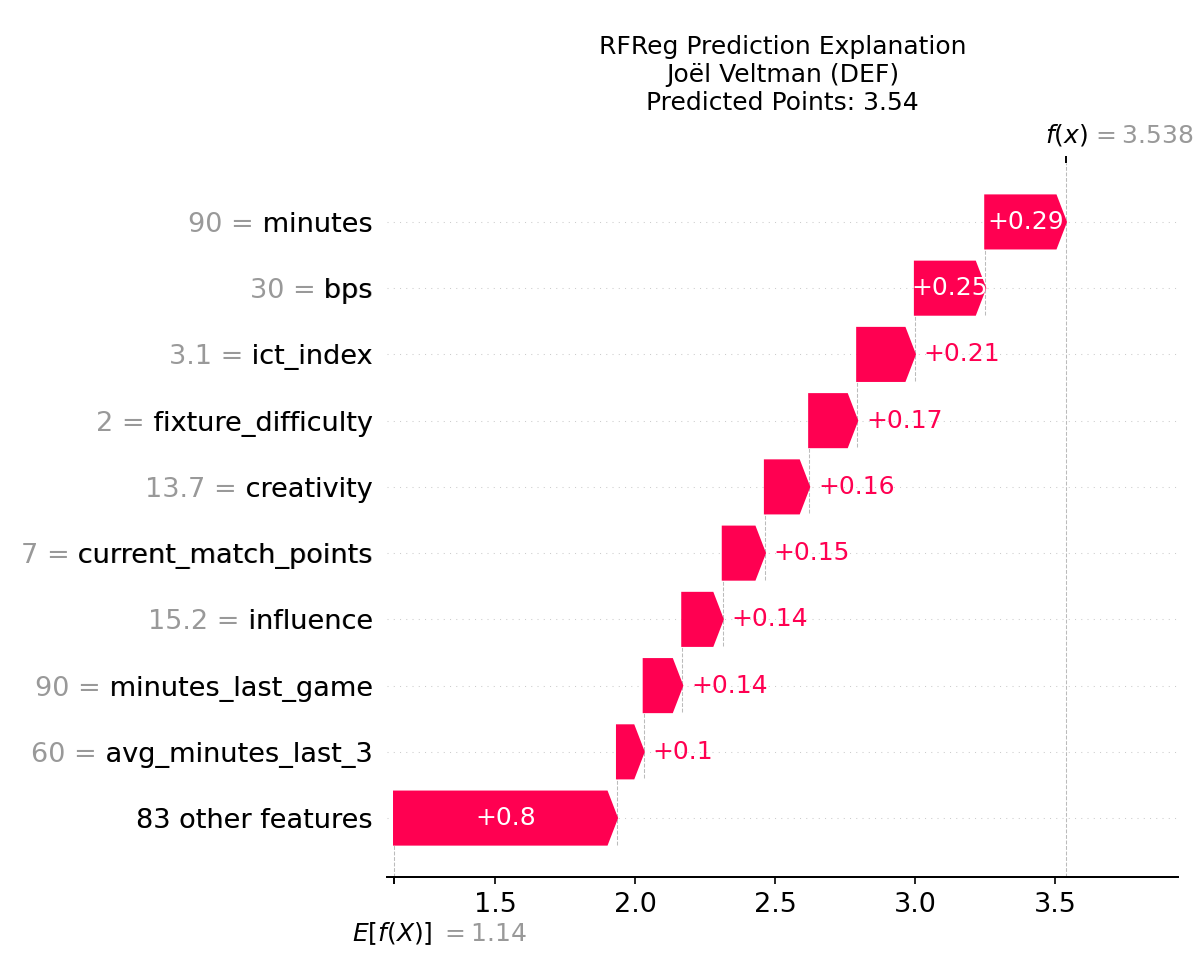 RFReg Prediction Explanation
Joël Veltman (DEF)
Predicted Points: 3.54
f(x) = 3.538
90 = minutes
+0.29
30 = bps
+0.25
3.1 = ict_index
+0.21
2 = fixture_difficulty
+0.17
13.7 = creativity
+0.16
7 = current_match_points
+0.15
15.2 = influence
+0.14
90 = minutes_last_game
+0.14
60 = avg_minutes_last_3
+0.1
83 other features
+0.8
1.5 2.0 2.5 3.0 3.5
E[f(X)] = 1.14